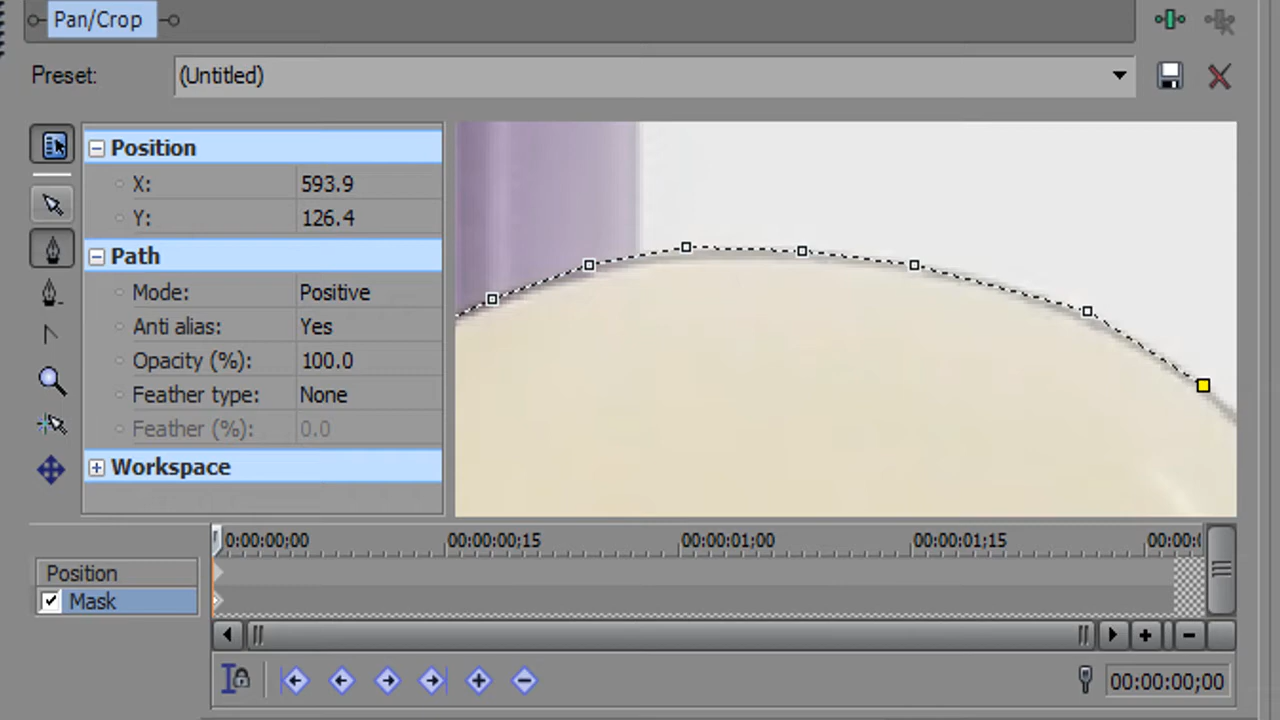 Pan/Crop
Preset: (Untitled)
Position
X: 593.9
Y: 126.4
Path
Mode: Positive
Anti alias: Yes
Opacity (%): 100.0
Feather type: None
Feather (%): 0.0
Workspace
0:00:00;00 00:00:00;15 00:00:01;00 00:00:01;15
Position
Mask
00:00:00;00